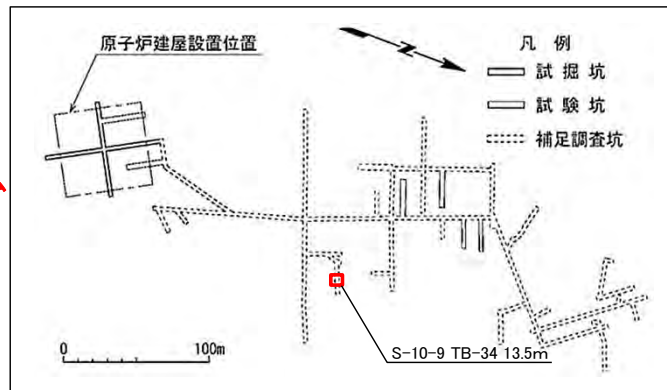 原子炉建屋設置位置
N
凡 例
試 掘 坑
試 験 坑
補足調査坑
0 100m
S-10-9 TB-34 13.5m